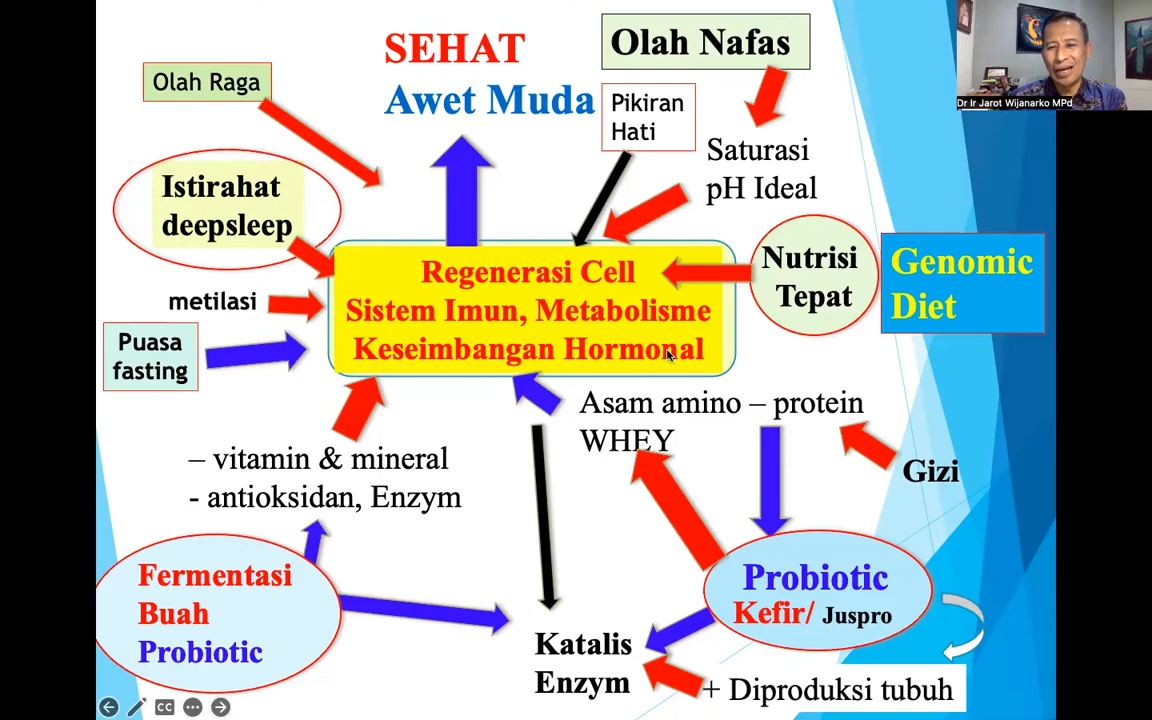 SEHAT
Awet Muda
Olah Nafas
Olah Raga
Pikiran
Hati
Dr Ir Jarot Wijanarko MPd
Saturasi
pH Ideal
Istirahat
deepsleep
Nutrisi
Tepat
Genomic
Diet
Regenerasi Cell
Sistem Imun, Metabolisme
Keseimbangan Hormonal
metilasi
Puasa
fasting
Asam amino – protein
WHEY
Gizi
– vitamin & mineral
- antioksidan, Enzym
Fermentasi
Buah
Probiotic
Probiotic
Kefir/ Juspro
Katalis
Enzym
+ Diproduksi tubuh
CC